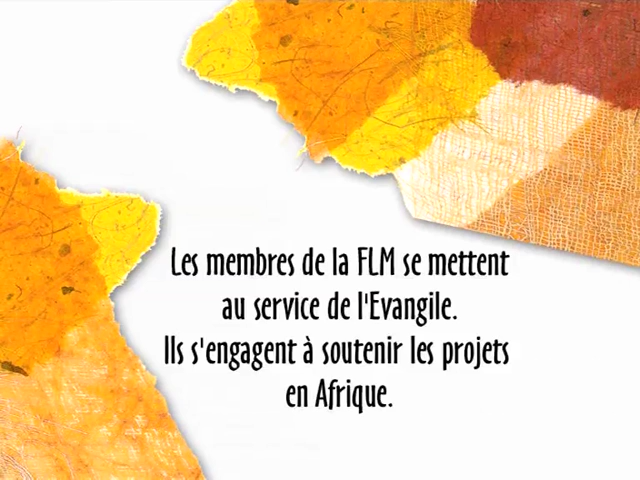 Les membres de la FLM se mettent
au service de l'Evangile.
Ils s'engagent à soutenir les projets
en Afrique.